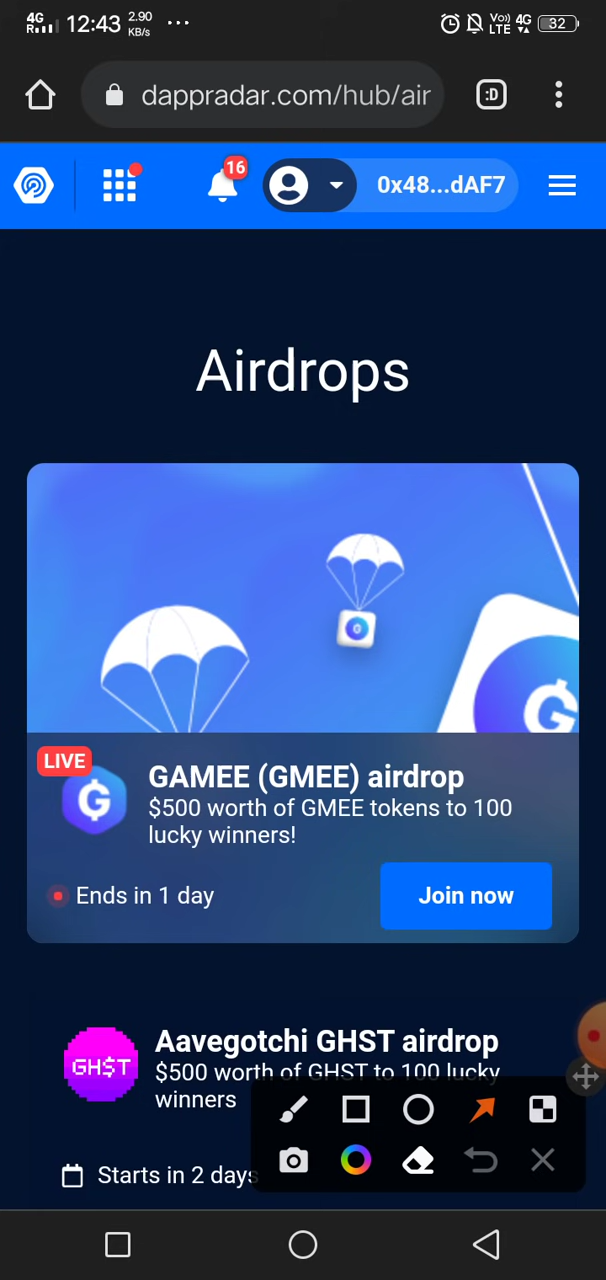 4G
R
12:43
2.90
KB/s
Vo))
LTE
4G
32
dappradar.com/hub/air
:D
16
0x48...dAF7
Airdrops
LIVE
GAMEE (GMEE) airdrop
$500 worth of GMEE tokens to 100
lucky winners!
Ends in 1 day
Join now
GH$T
Aavegotchi GHST airdrop
$500 worth of GHST to 100 lucky
winners
Starts in 2 days